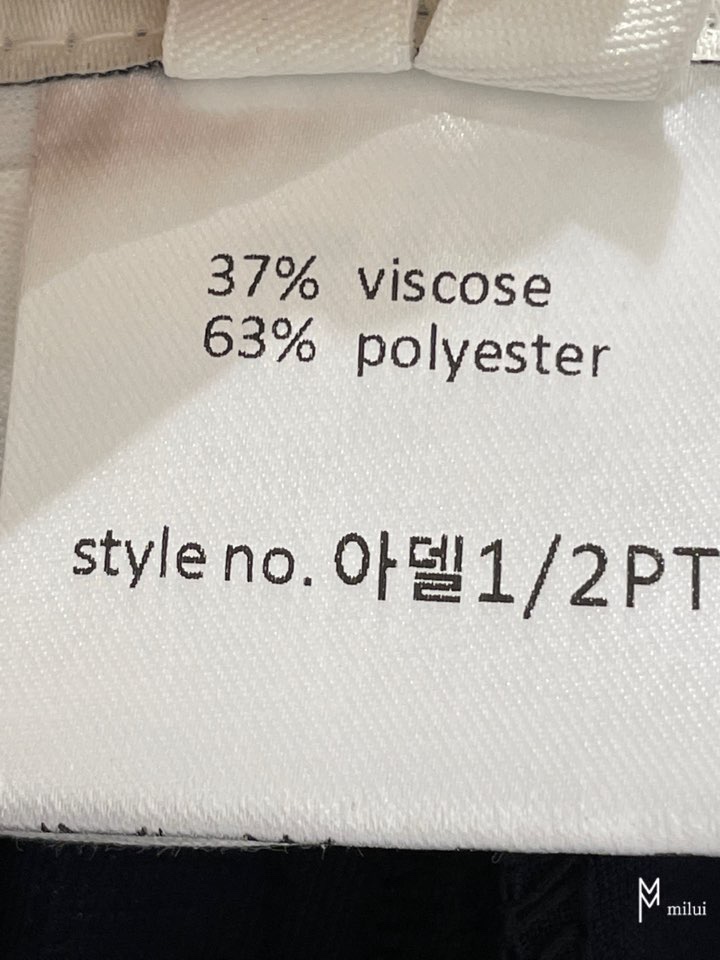 37% viscose
63% polyester
style no. 아델1/2PT
milui